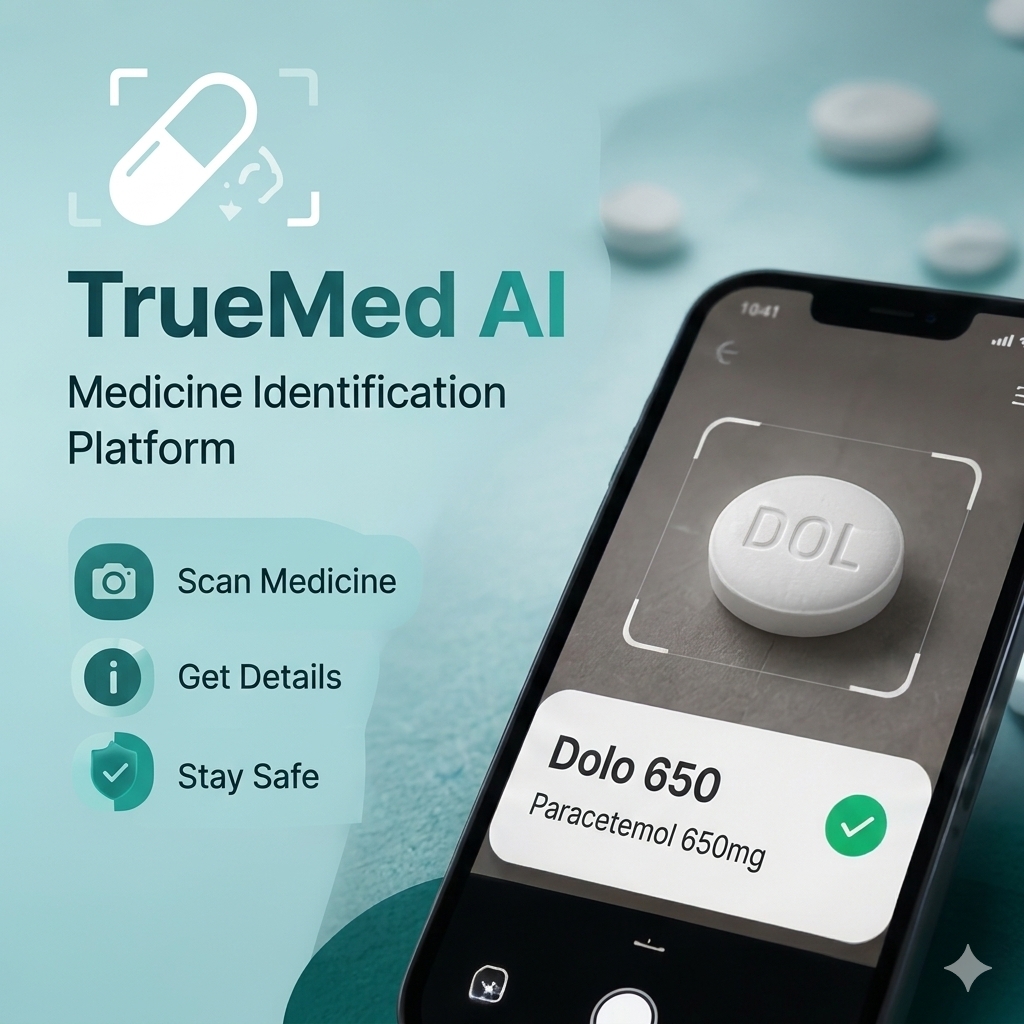 TrueMed AI
Medicine Identification
Platform
Scan Medicine
Get Details
Stay Safe
10:41
DOL
Dolo 650
Paracetemol 650mg